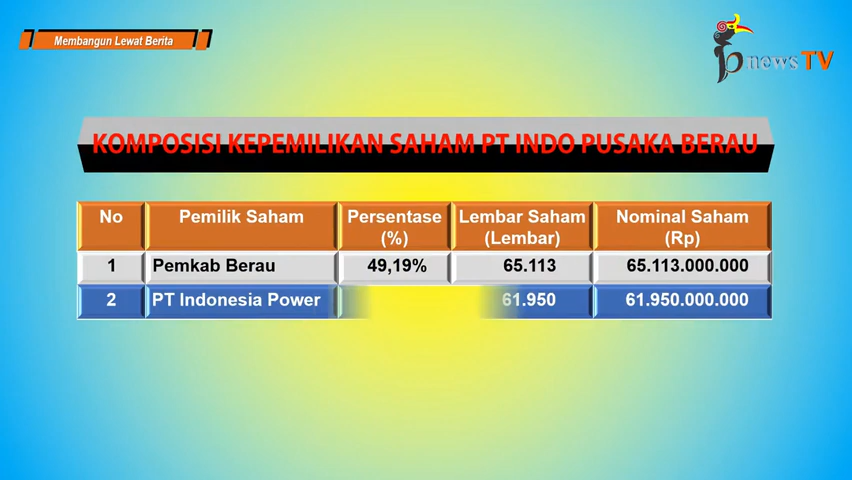 Membangun Lewat Berita
pnewsTV
KOMPOSISI KEPEMILIKAN SAHAM PT INDO PUSAKA BERAU
No Pemilik Saham Persentase (%) Lembar Saham (Lembar) Nominal Saham (Rp)
1 Pemkab Berau 49,19% 65.113 65.113.000.000
2 PT Indonesia Power 61.950 61.950.000.000